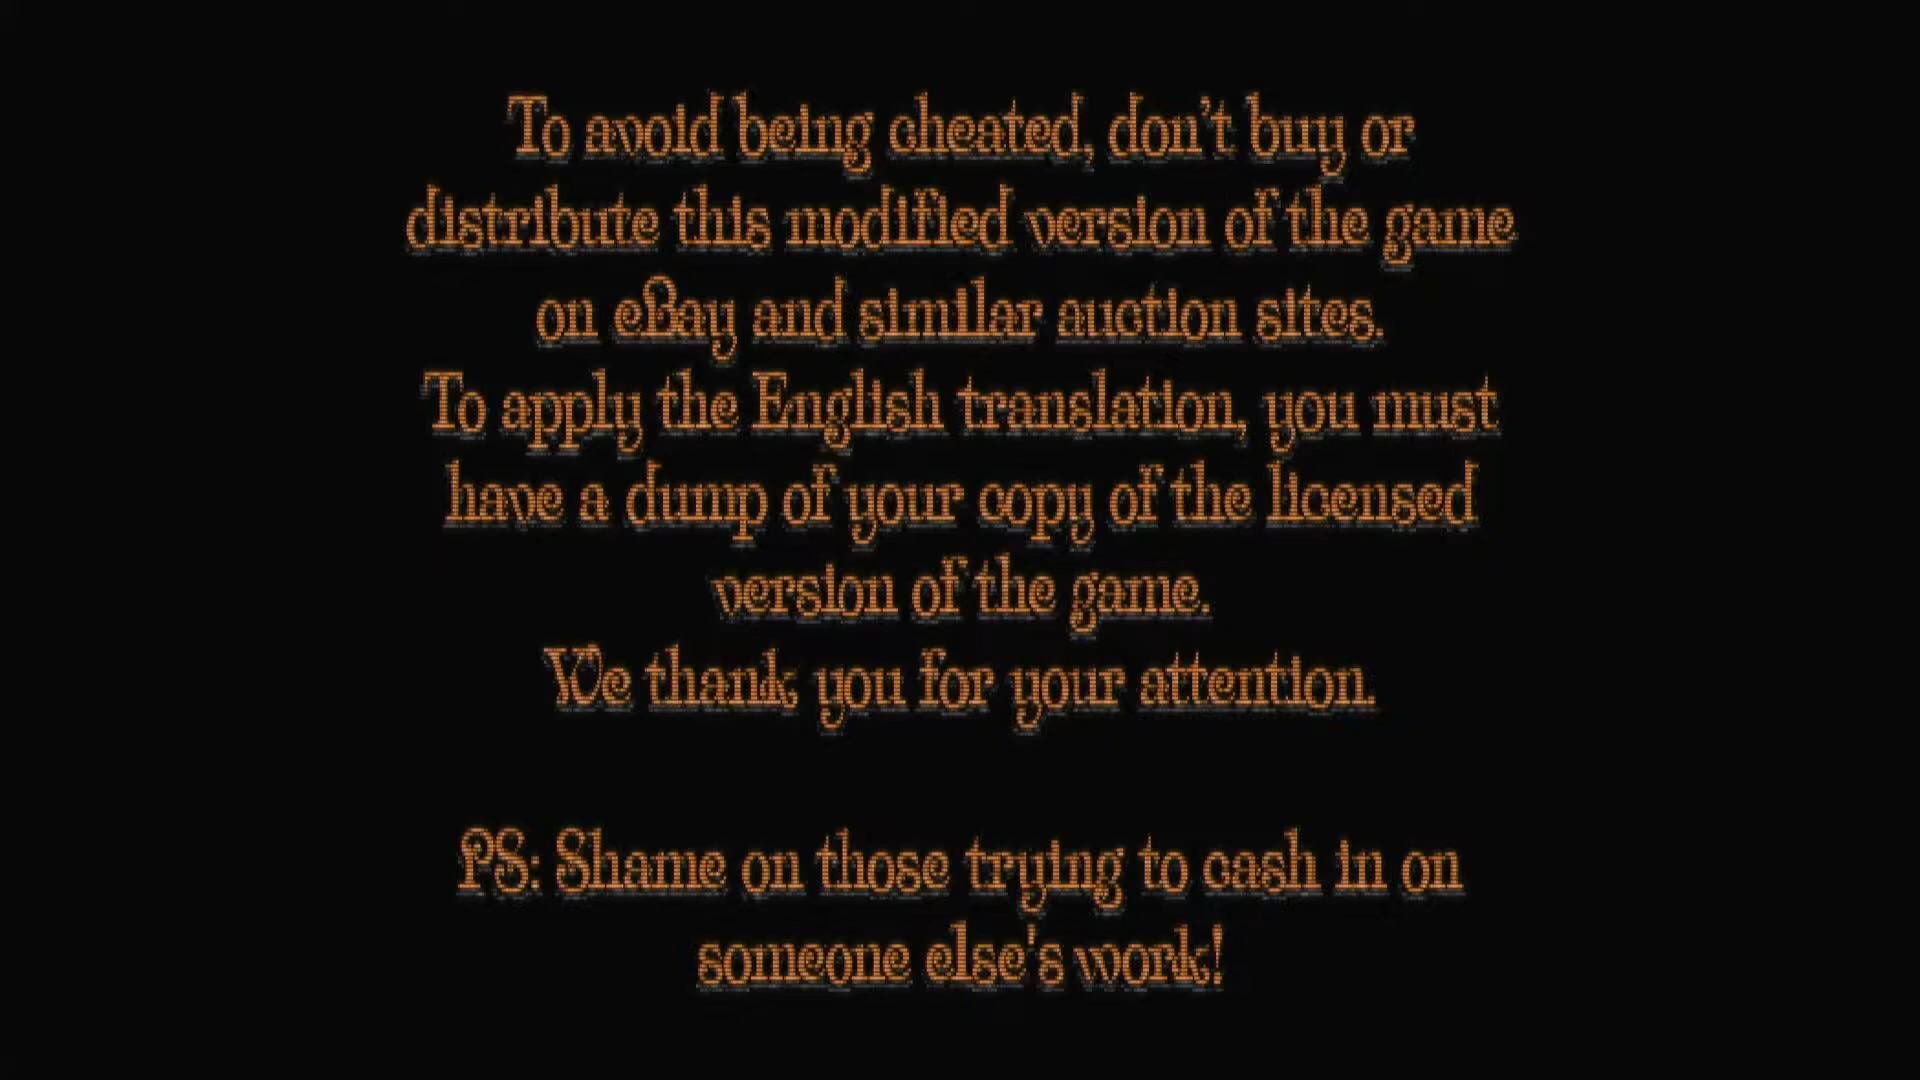 To avoid being cheated, don't buy or
distribute this modified version of the game
on eBay and similar auction sites.
To apply the English translation, you must
have a dump of your copy of the licensed
version of the game.
We thank you for your attention.
PS: Shame on those trying to cash in on
someone else's work!